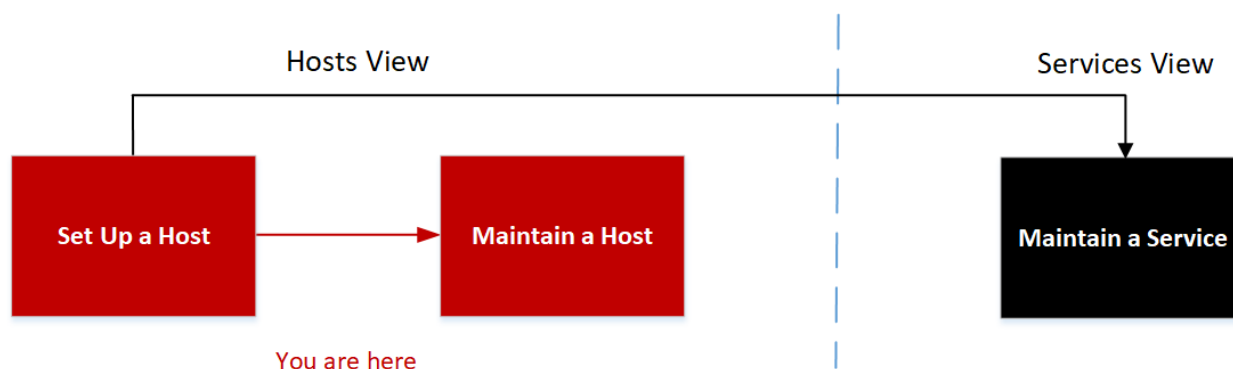 Hosts View
Services View
Set Up a Host
Maintain a Host
Maintain a Service
You are here